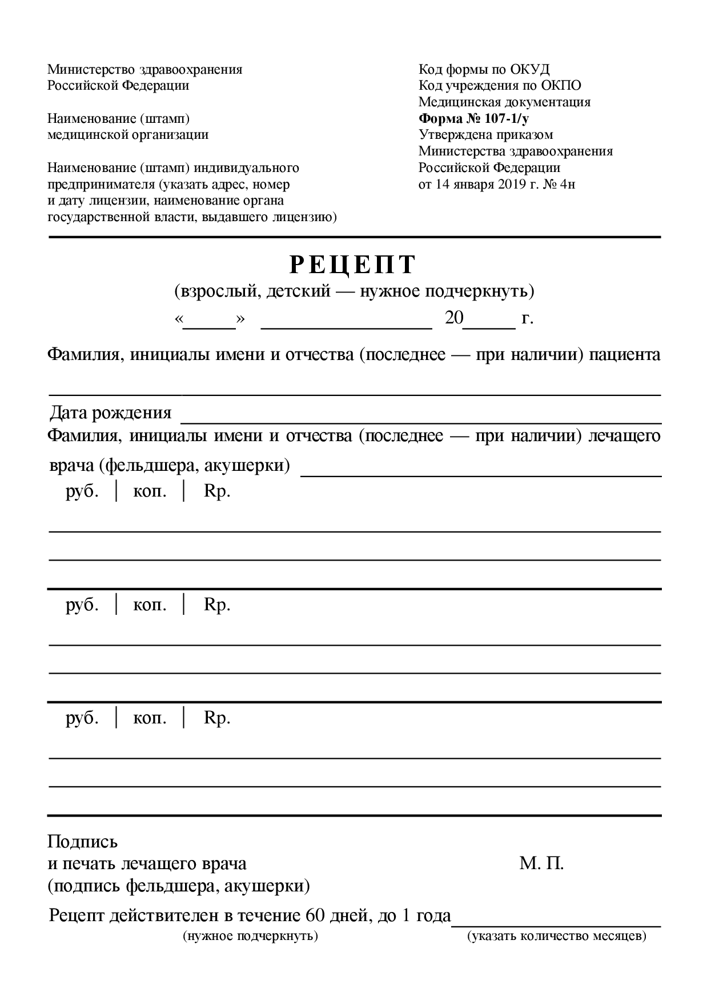 Министерство здравоохранения
Российской Федерации
Наименование (штамп)
медицинской организации
Наименование (штамп) индивидуального
предпринимателя (указать адрес, номер
и дату лицензии, наименование органа
государственной власти, выдавшего лицензию)
Код формы по ОКУД
Код учреждения по ОКПО
Медицинская документация
Форма № 107-1/у
Утверждена приказом
Министерства здравоохранения
Российской Федерации
от 14 января 2019 г. № 4н
РЕЦЕПТ
(взрослый, детский — нужное подчеркнуть)
«______» ____________________ 20______ г.
Фамилия, инициалы имени и отчества (последнее — при наличии) пациента
Дата рождения
Фамилия, инициалы имени и отчества (последнее — при наличии) лечащего
врача (фельдшера, акушерки)
руб. | коп. | Rp.
руб. | коп. | Rp.
руб. | коп. | Rp.
Подпись
и печать лечащего врача М. П.
(подпись фельдшера, акушерки)
Рецепт действителен в течение 60 дней, до 1 года
(нужное подчеркнуть) (указать количество месяцев)